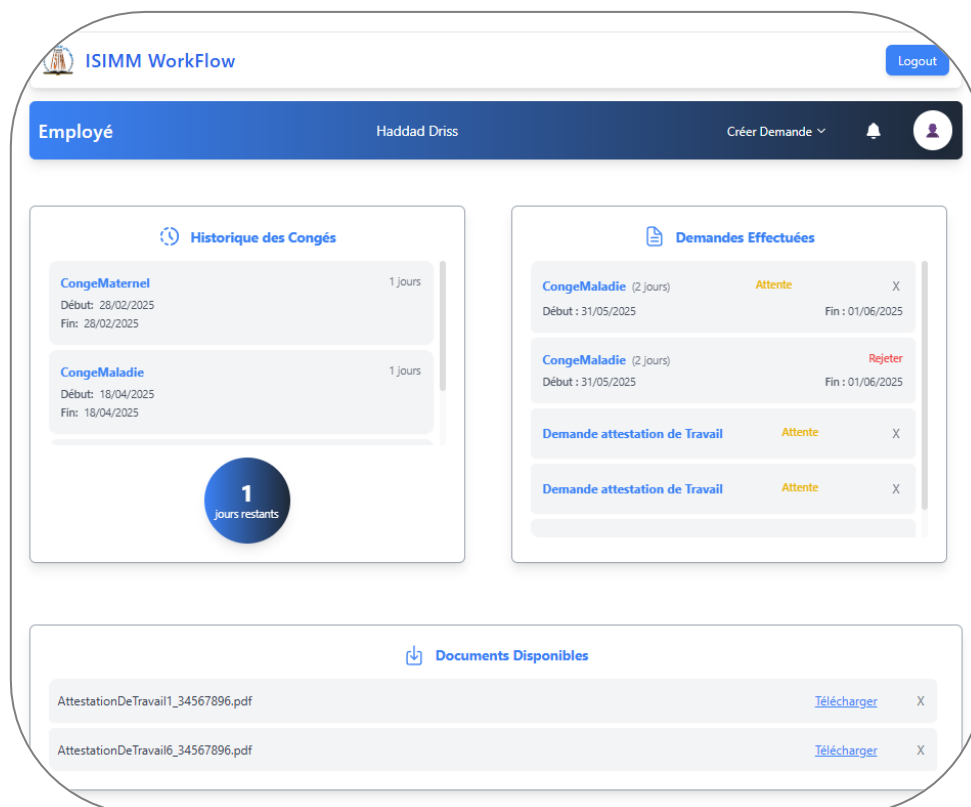 ISIMM WorkFlow
Logout
Employé
Haddad Driss
Créer Demande
Historique des Congés
CongeMaternel
1 jours
Début: 28/02/2025
Fin: 28/02/2025
CongeMaladie
1 jours
Début: 18/04/2025
Fin: 18/04/2025
1
jours restants
Demandes Effectuées
CongeMaladie (2 jours)
Attente
X
Début : 31/05/2025
Fin : 01/06/2025
CongeMaladie (2 jours)
Rejeter
Début : 31/05/2025
Fin : 01/06/2025
Demande attestation de Travail
Attente
X
Demande attestation de Travail
Attente
X
Documents Disponibles
AttestationDeTravail1_34567896.pdf
Télécharger
X
AttestationDeTravail6_34567896.pdf
Télécharger
X